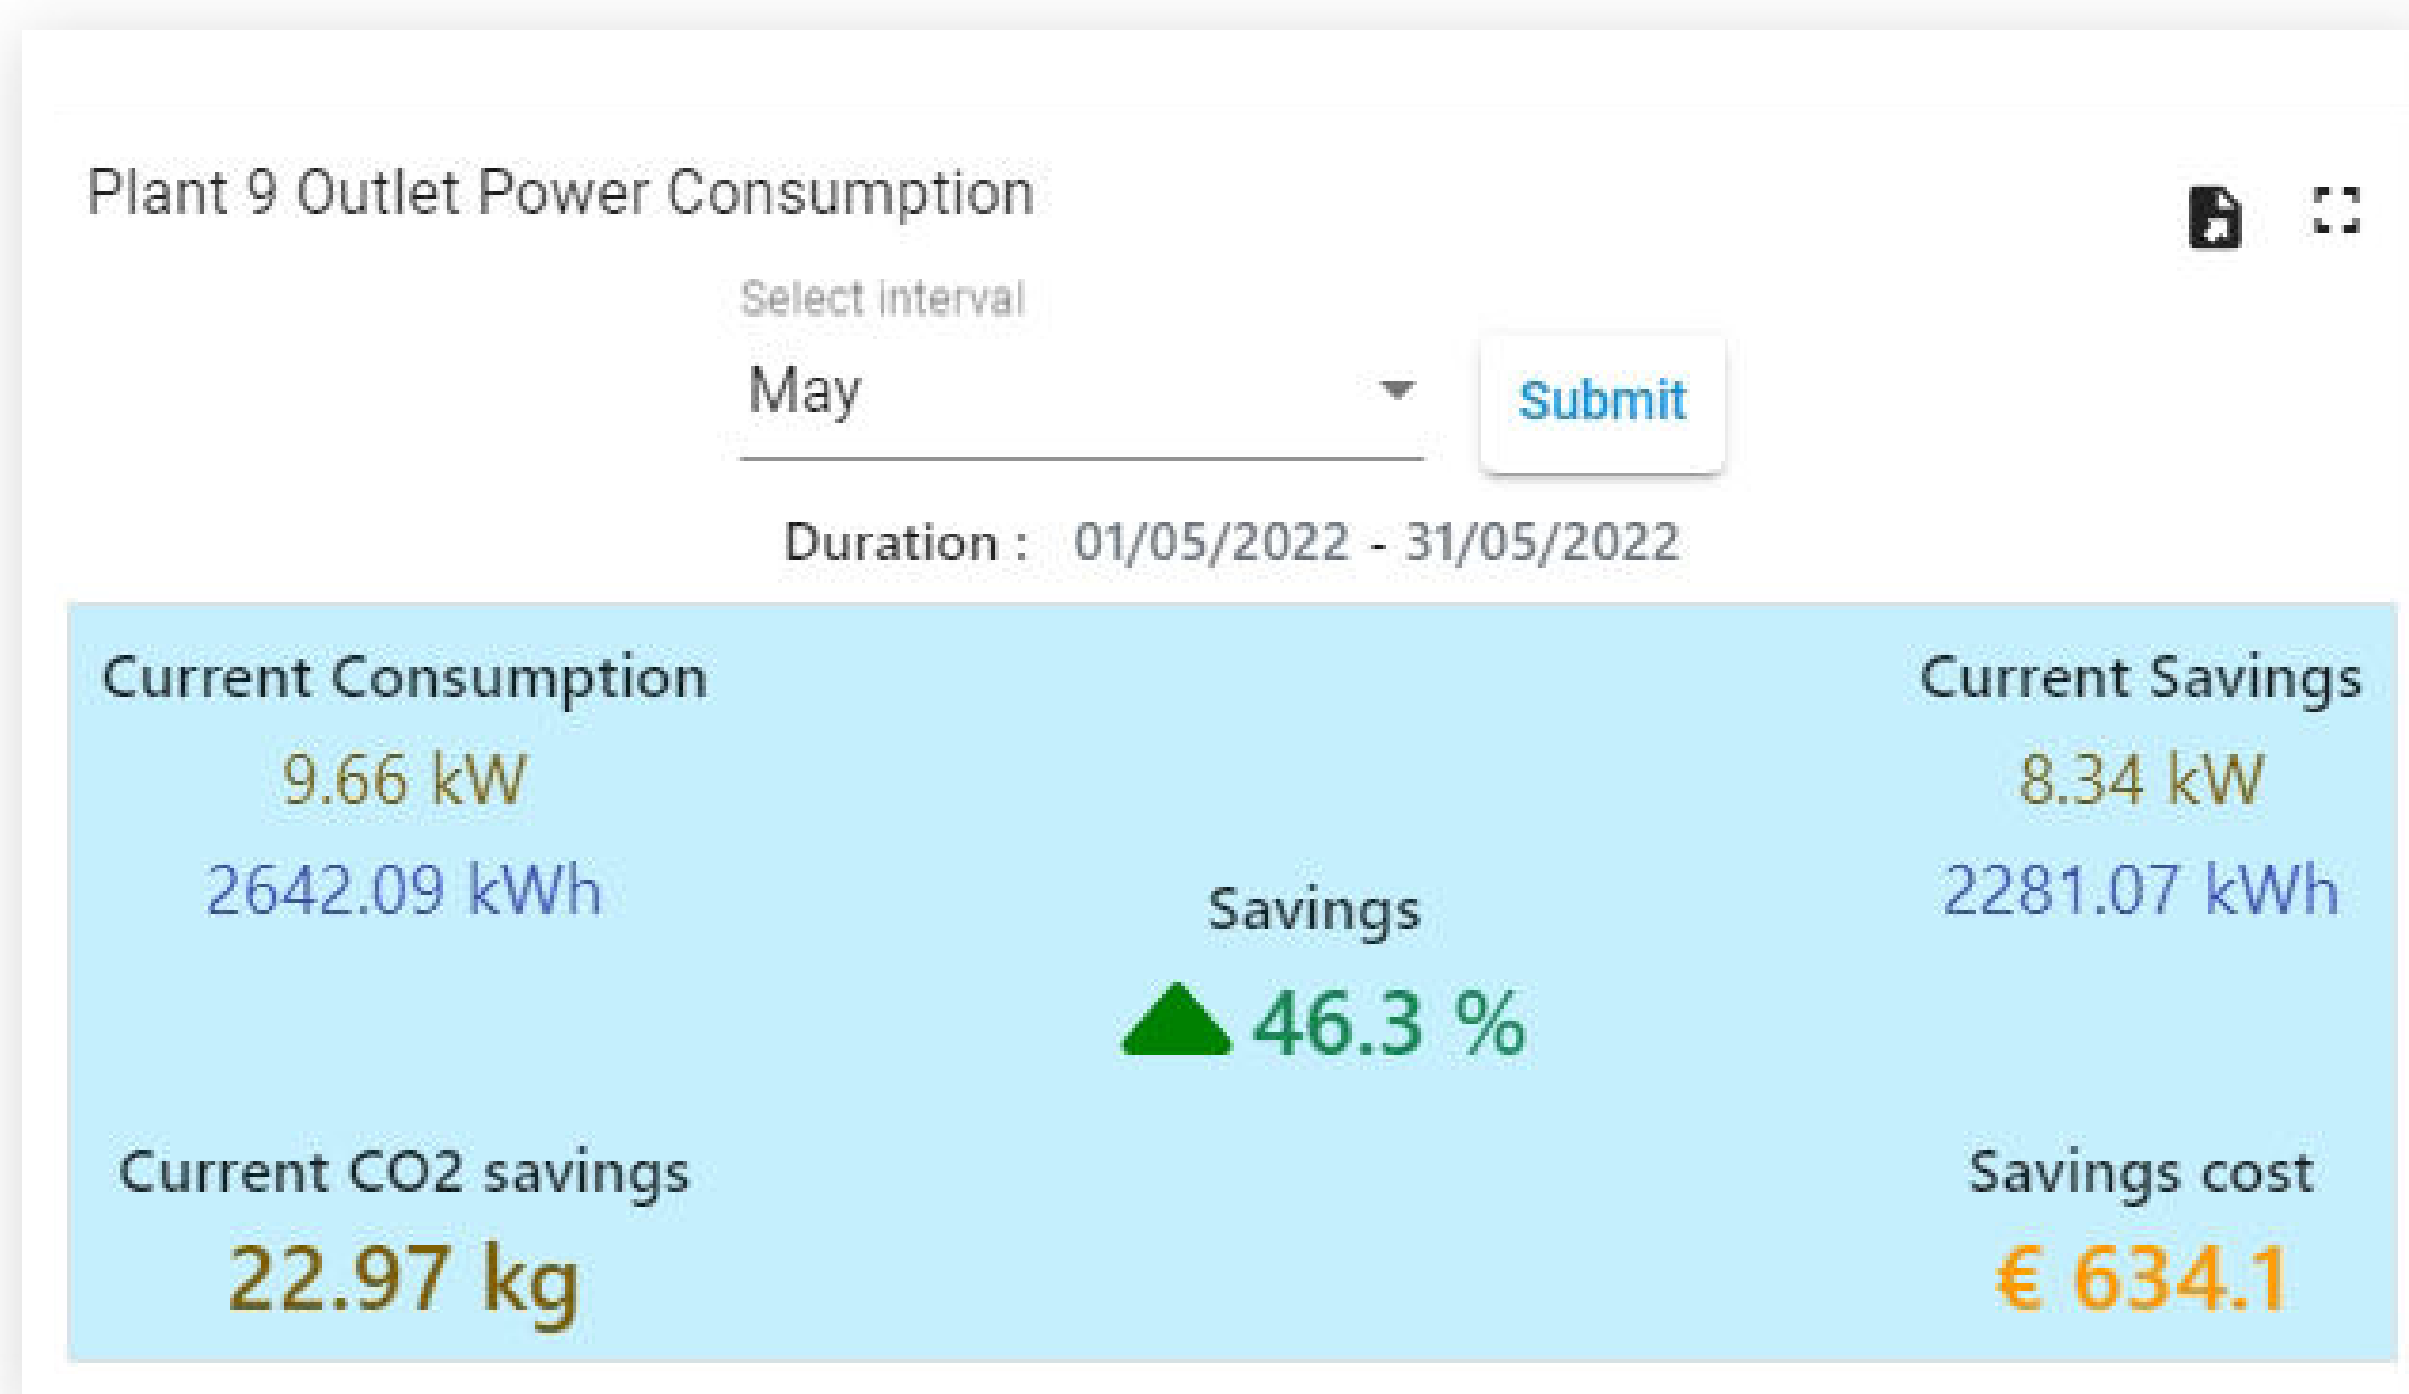 Plant 9 Outlet Power Consumption
Select interval
May
Submit
Duration : 01/05/2022 - 31/05/2022
Current Consumption
9.66 kW
2642.09 kWh
Current Savings
8.34 kW
2281.07 kWh
Savings
46.3 %
Current CO2 savings
22.97 kg
Savings cost
€ 634.1